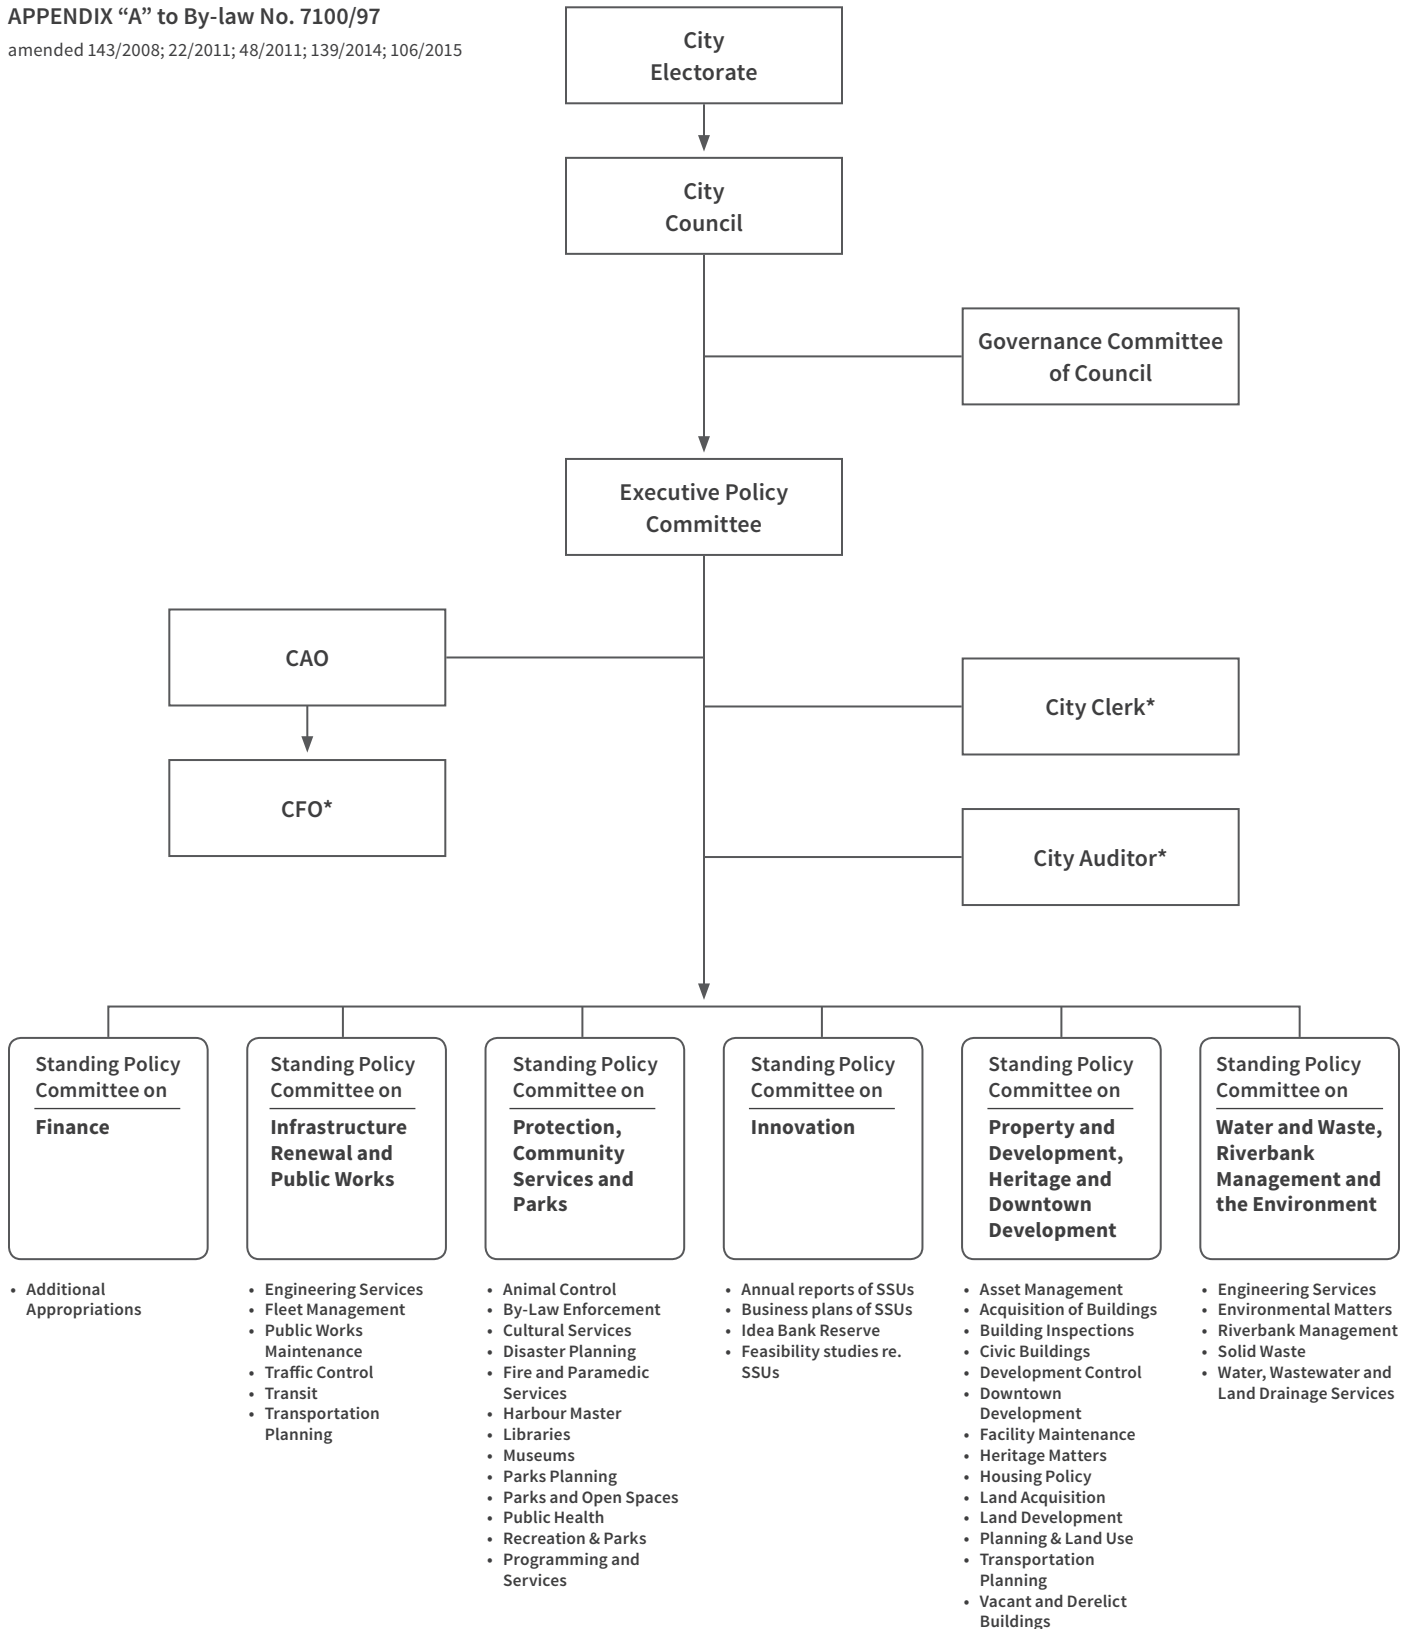 APPENDIX “A” to By-law No. 7100/97
amended 143/2008; 22/2011; 48/2011; 139/2014; 106/2015
City
Electorate
City
Council
Governance Committee
of Council
Executive Policy
Committee
CAO
City Clerk*
CFO*
City Auditor*
Standing Policy
Committee on
Finance
• Additional
Appropriations
Standing Policy
Committee on
Infrastructure
Renewal and
Public Works
• Engineering Services
• Fleet Management
• Public Works
Maintenance
• Traffic Control
• Transit
• Transportation
Planning
Standing Policy
Committee on
Protection,
Community
Services and
Parks
• Animal Control
• By-Law Enforcement
• Cultural Services
• Disaster Planning
• Fire and Paramedic
Services
• Harbour Master
• Libraries
• Museums
• Parks Planning
• Parks and Open Spaces
• Public Health
• Recreation & Parks
• Programming and
Services
Standing Policy
Committee on
Innovation
• Annual reports of SSUs
• Business plans of SSUs
• Idea Bank Reserve
• Feasibility studies re.
SSUs
Standing Policy
Committee on
Property and
Development,
Heritage and
Downtown
Development
• Asset Management
• Acquisition of Buildings
• Building Inspections
• Civic Buildings
• Development Control
• Downtown
Development
• Facility Maintenance
• Heritage Matters
• Housing Policy
• Land Acquisition
• Land Development
• Planning & Land Use
• Transportation
Planning
• Vacant and Derelict
Buildings
Standing Policy
Committee on
Water and Waste,
Riverbank
Management and
the Environment
• Engineering Services
• Environmental Matters
• Riverbank Management
• Solid Waste
• Water, Wastewater and
Land Drainage Services